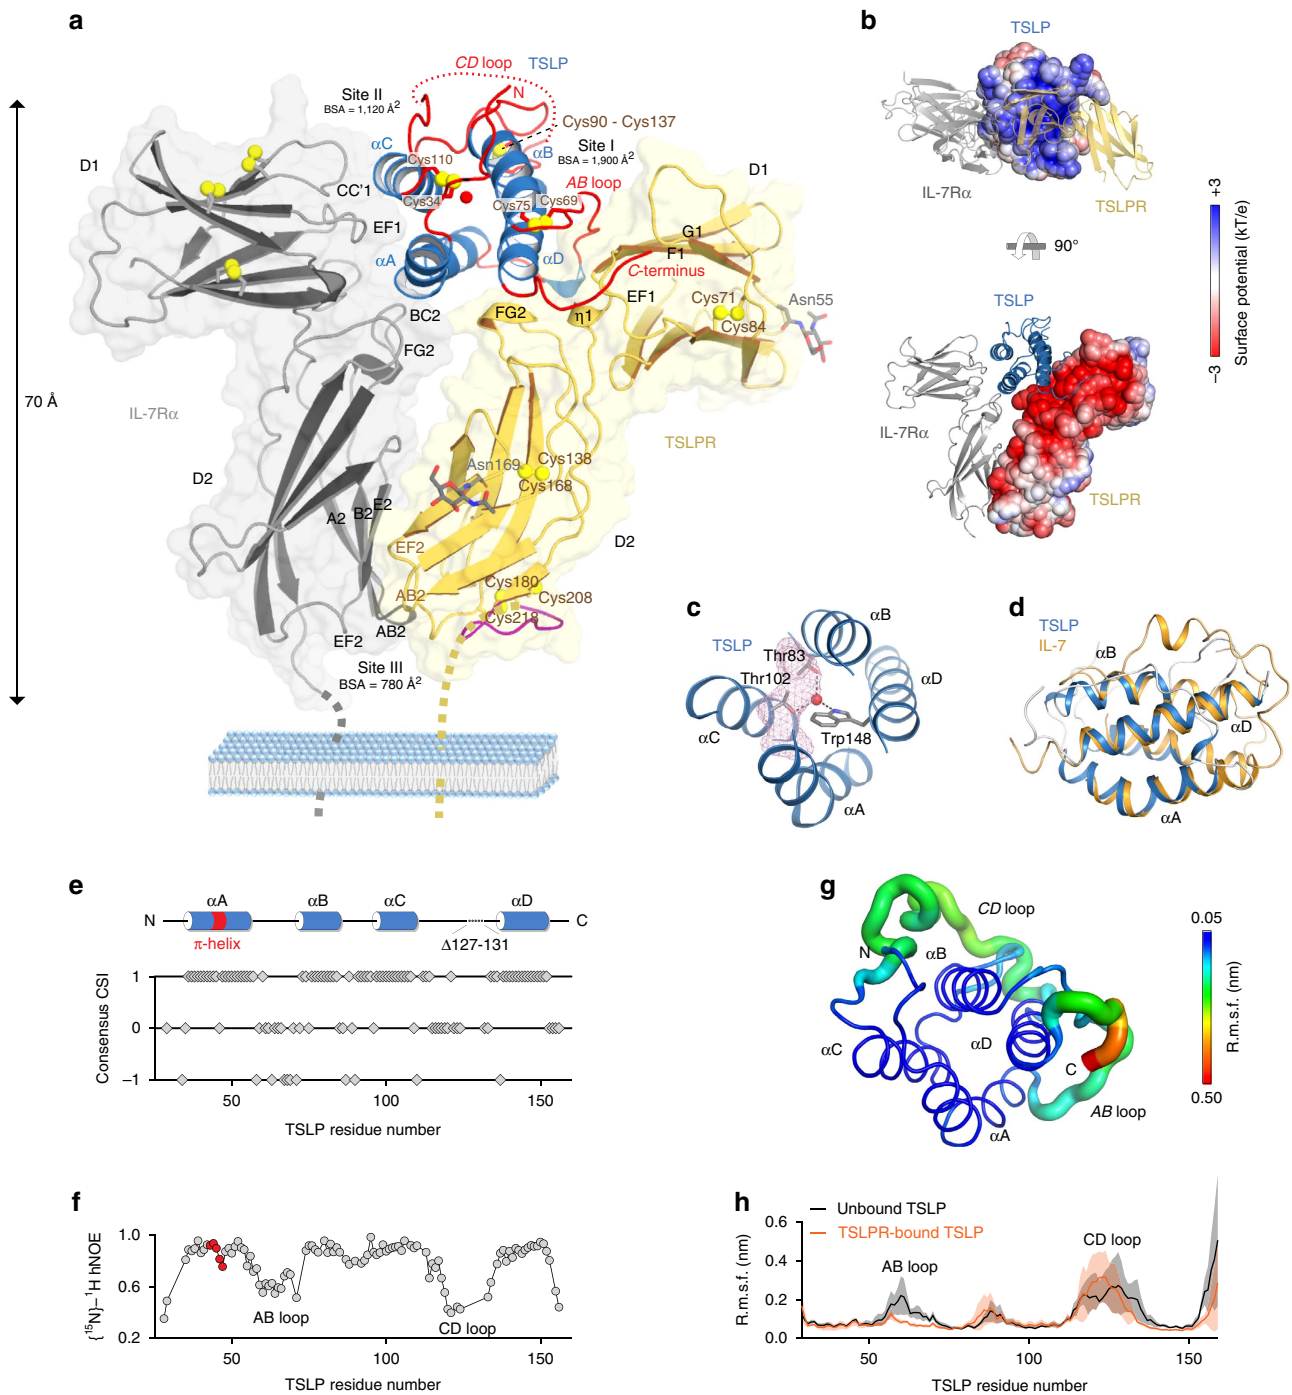 a
CD loop
TSLP
N
Site II
BSA = 1,120 Å²
Cys90 - Cys137
αC
αB
Site I
BSA = 1,900 Å²
D1
Cys110
D1
CC'1
AB loop
Cys34
Cys75
Cys69
EF1
G1
F1
αA
αD
C-terminus
EF1
Cys71
Asn55
BC2
FG2
η1
Cys84
FG2
70 Å
IL-7Rα
TSLPR
Asn169
Cys138
Cys168
D2
A2
B2
E2
D2
EF2
Cys180
AB2
Cys208
Cys218
EF2
AB2
Site III
BSA = 780 Å²
b
TSLP
IL-7Rα
TSLPR
90°
TSLP
IL-7Rα
TSLPR
+3
Surface potential (kT/e)
−3
c
TSLP
αB
Thr83
Thr102
αD
αC
Trp148
αA
d
TSLP
IL-7
αB
αD
αA
e
αA
αB
αC
αD
N
C
π-helix
Δ127-131
Consensus CSI
1
0
−1
50
100
150
TSLP residue number
f
{¹⁵N}−¹H hNOE
1.0
0.6
0.2
AB loop
CD loop
50
100
150
TSLP residue number
g
CD loop
N
αB
αC
αD
C
AB loop
αA
0.05
R.m.s.f. (nm)
0.50
h
Unbound TSLP
TSLPR-bound TSLP
R.m.s.f. (nm)
0.6
0.4
0.2
0.0
AB loop
CD loop
50
100
150
TSLP residue number